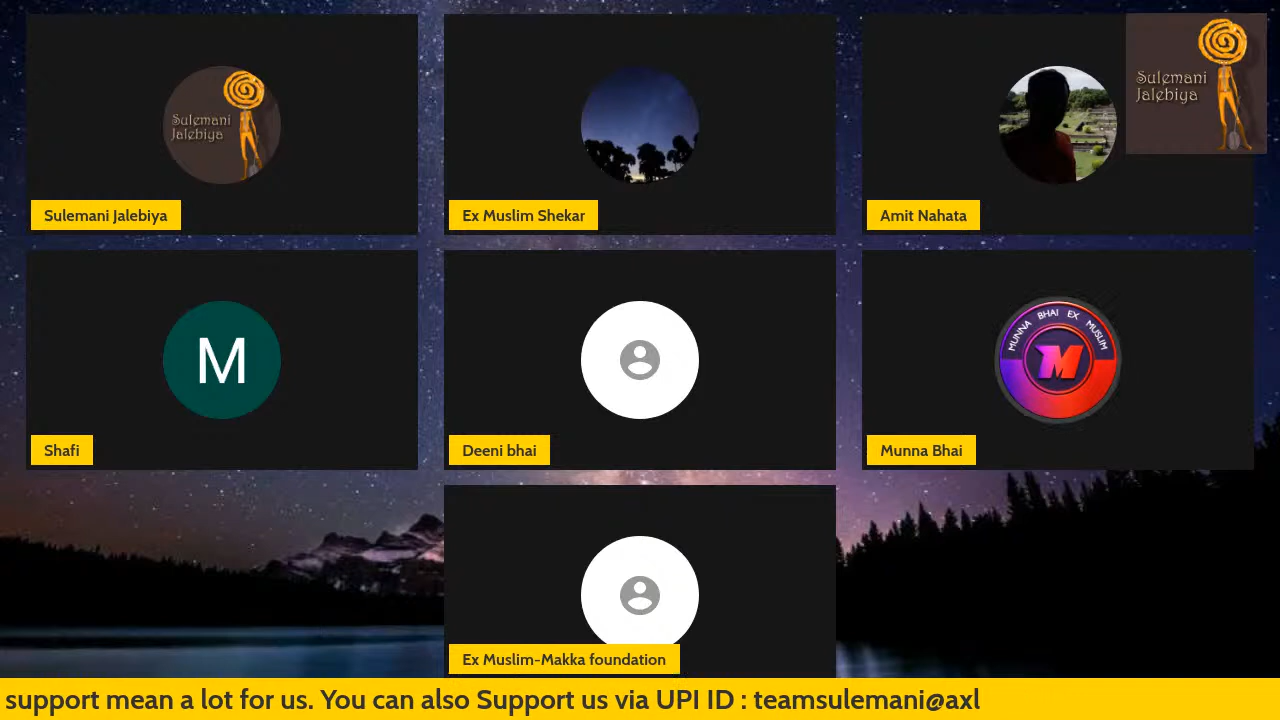 Sulemani
Jalebiya
Sulemani
Jalebiya
Sulemani Jalebiya
Ex Muslim Shekar
Amit Nahata
M
MUNNA BHAI EX MUSLIM
M
Shafi
Deeni bhai
Munna Bhai
Ex Muslim-Makka foundation
support mean a lot for us. You can also Support us via UPI ID : teamsulemani@axl